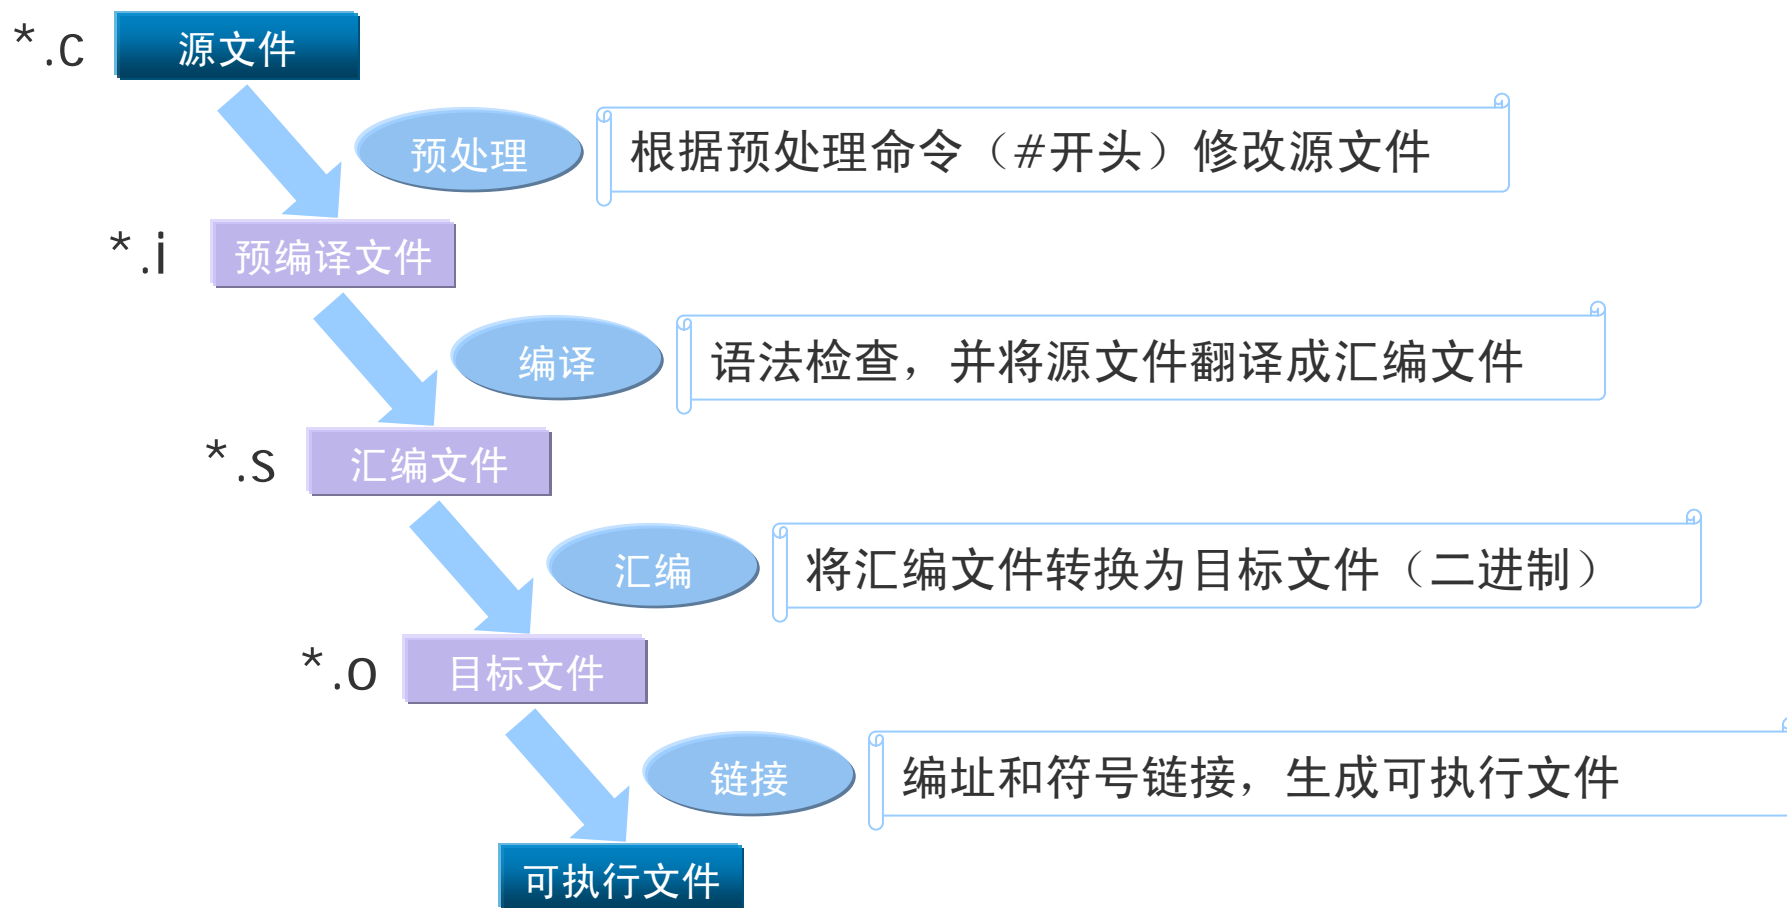 *.c 源文件
预处理 根据预处理命令（#开头）修改源文件
*.i 预编译文件
编译 语法检查，并将源文件翻译成汇编文件
*.s 汇编文件
汇编 将汇编文件转换为目标文件（二进制）
*.o 目标文件
链接 编址和符号链接，生成可执行文件
可执行文件